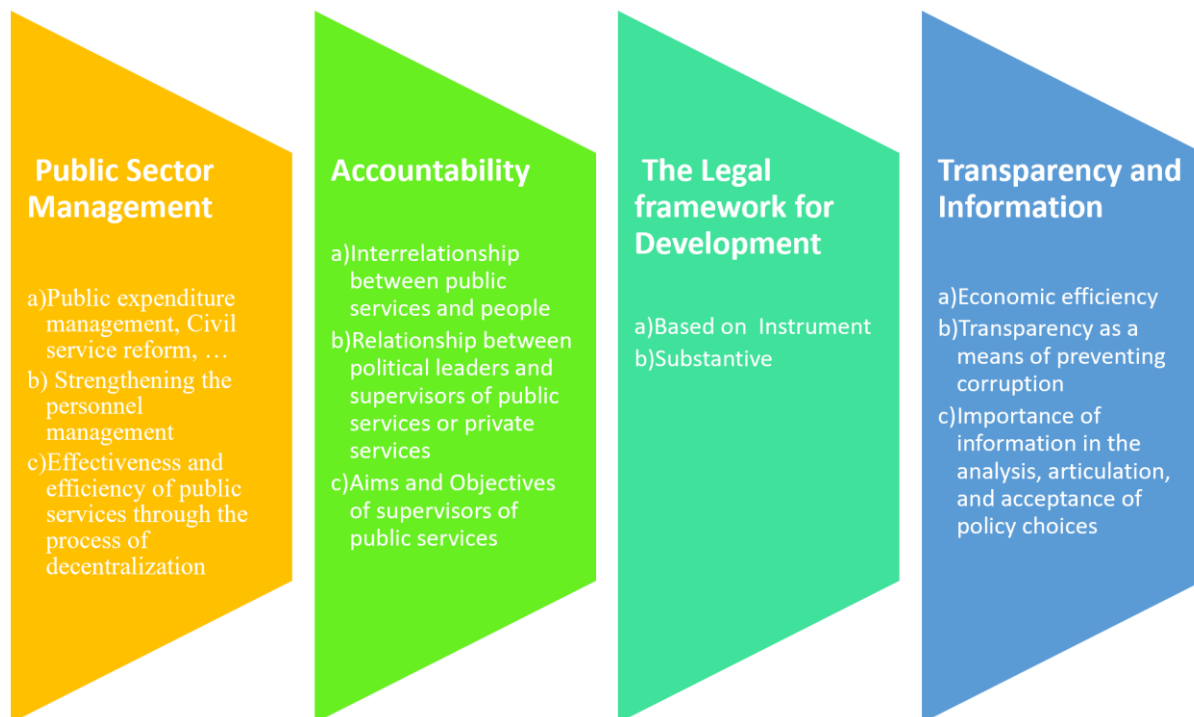 Public Sector
Management
a)Public expenditure
management, Civil
service reform, …
b) Strengthening the
personnel
management
c)Effectiveness and
efficiency of public
services through the
process of
decentralization
Accountability
a)Interrelationship
between public
services and people
b)Relationship between
political leaders and
supervisors of public
services or private
services
c)Aims and Objectives
of supervisors of
public services
The Legal
framework for
Development
a)Based on  Instrument
b)Substantive
Transparency and
Information
a)Economic efficiency
b)Transparency as a
means of preventing
corruption
c)Importance of
information in the
analysis, articulation,
and acceptance of
policy choices